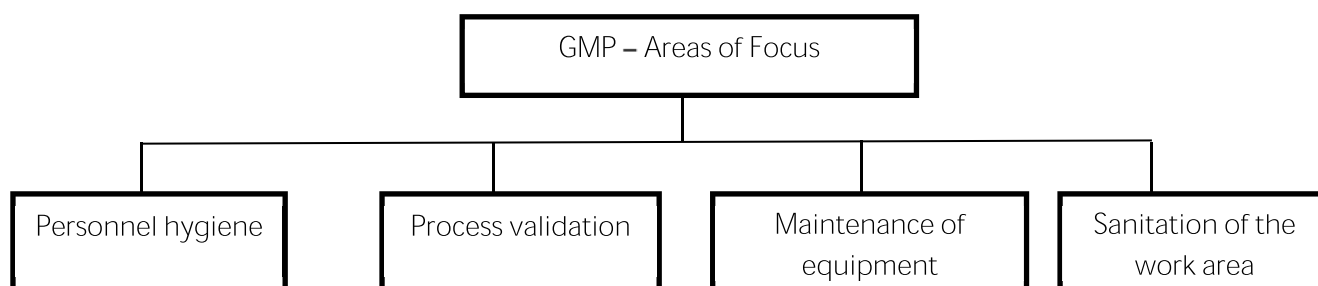 GMP – Areas of Focus
Personnel hygiene
Process validation
Maintenance of
equipment
Sanitation of the
work area